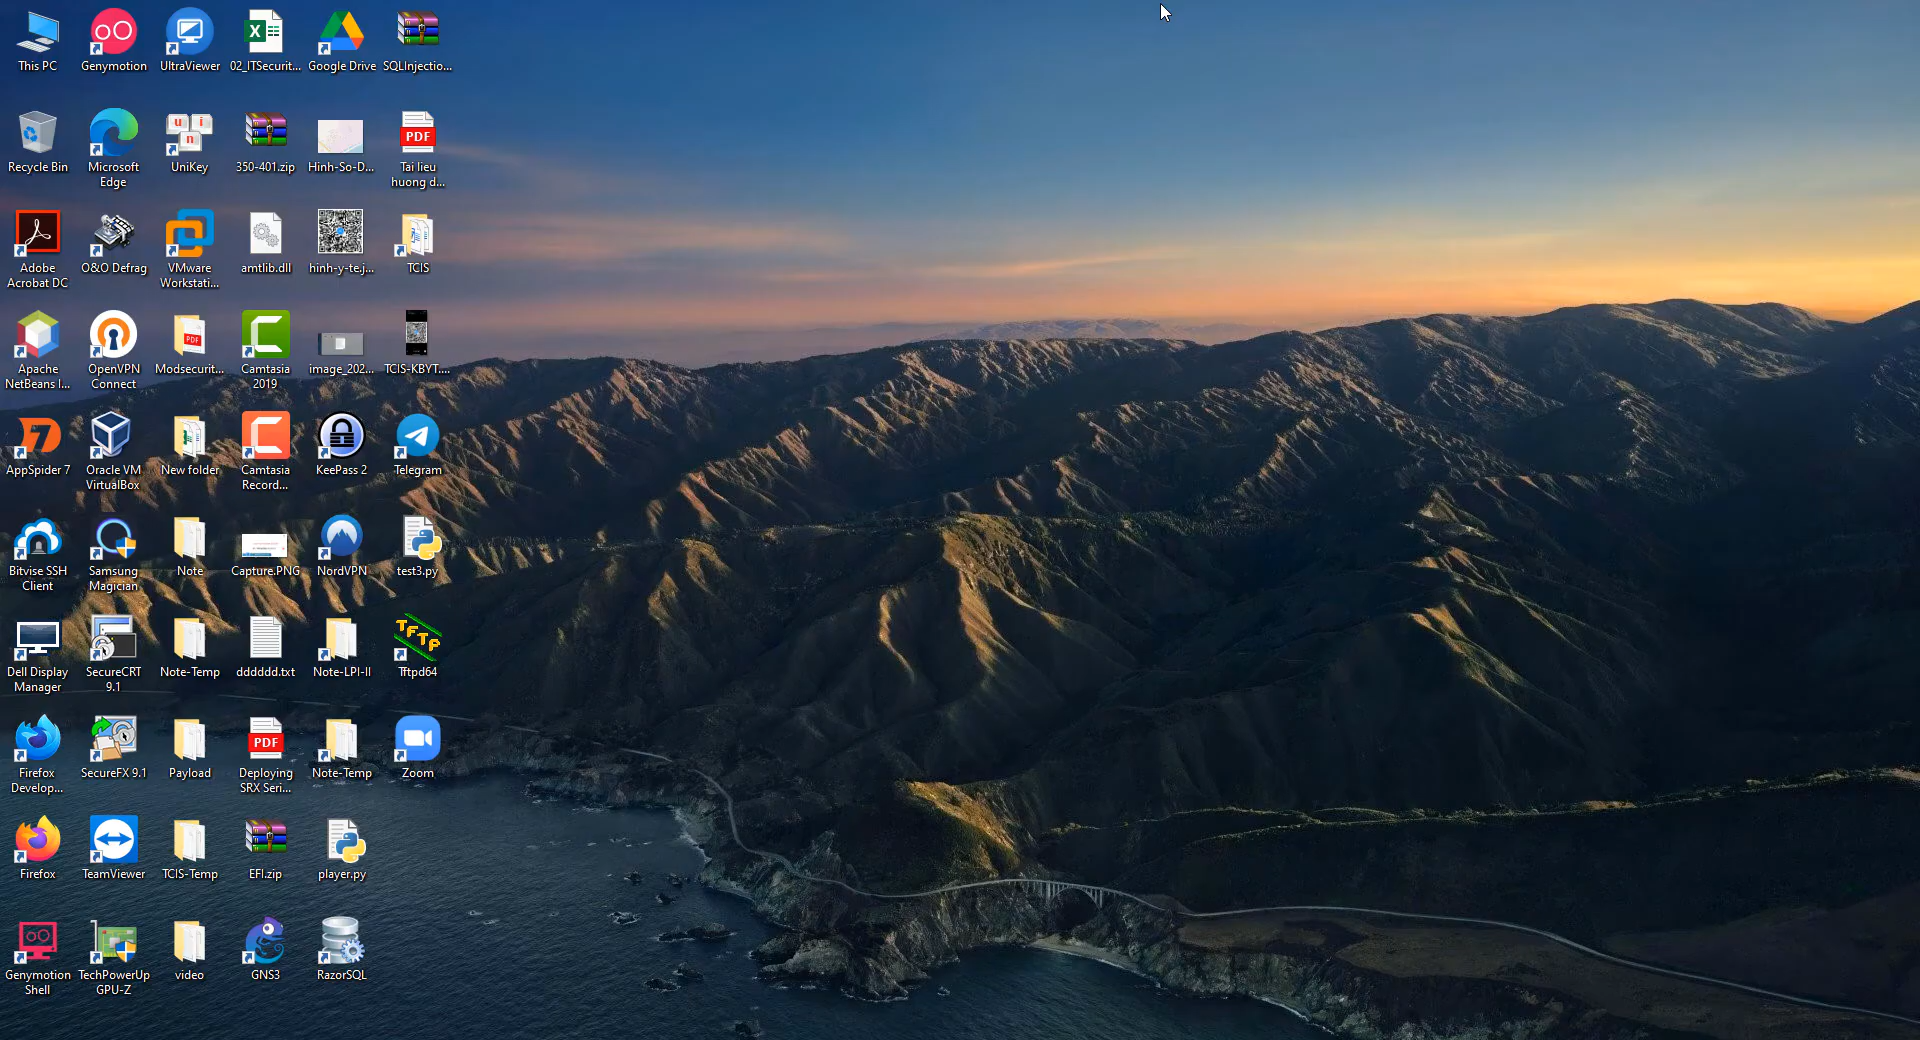 This PC
Genymotion
UltraViewer
02_ITSecurit...
Google Drive
SQLInjectio...
Recycle Bin
Microsoft
Edge
UniKey
350-401.zip
Hinh-So-D...
PDF
Tai lieu
huong d...
Adobe
Acrobat DC
O&O Defrag
VMware
Workstati...
amtlib.dll
hinh-y-te.j...
TCIS
Apache
NetBeans I...
OpenVPN
Connect
PDF
Modsecurit...
Camtasia
2019
image_202...
TCIS-KBYT....
AppSpider 7
Oracle VM
VirtualBox
New folder
Camtasia
Record...
KeePass 2
Telegram
Bitvise SSH
Client
Samsung
Magician
Note
Capture.PNG
NordVPN
test3.py
Dell Display
Manager
SecureCRT
9.1
Note-Temp
dddddd.txt
Note-LPI-II
TFTP
Tftpd64
Firefox
Develop...
SecureFX 9.1
Payload
PDF
Deploying
SRX Seri...
Note-Temp
Zoom
Firefox
TeamViewer
TCIS-Temp
EFI.zip
player.py
Genymotion
Shell
TechPowerUp
GPU-Z
video
GNS3
RazorSQL